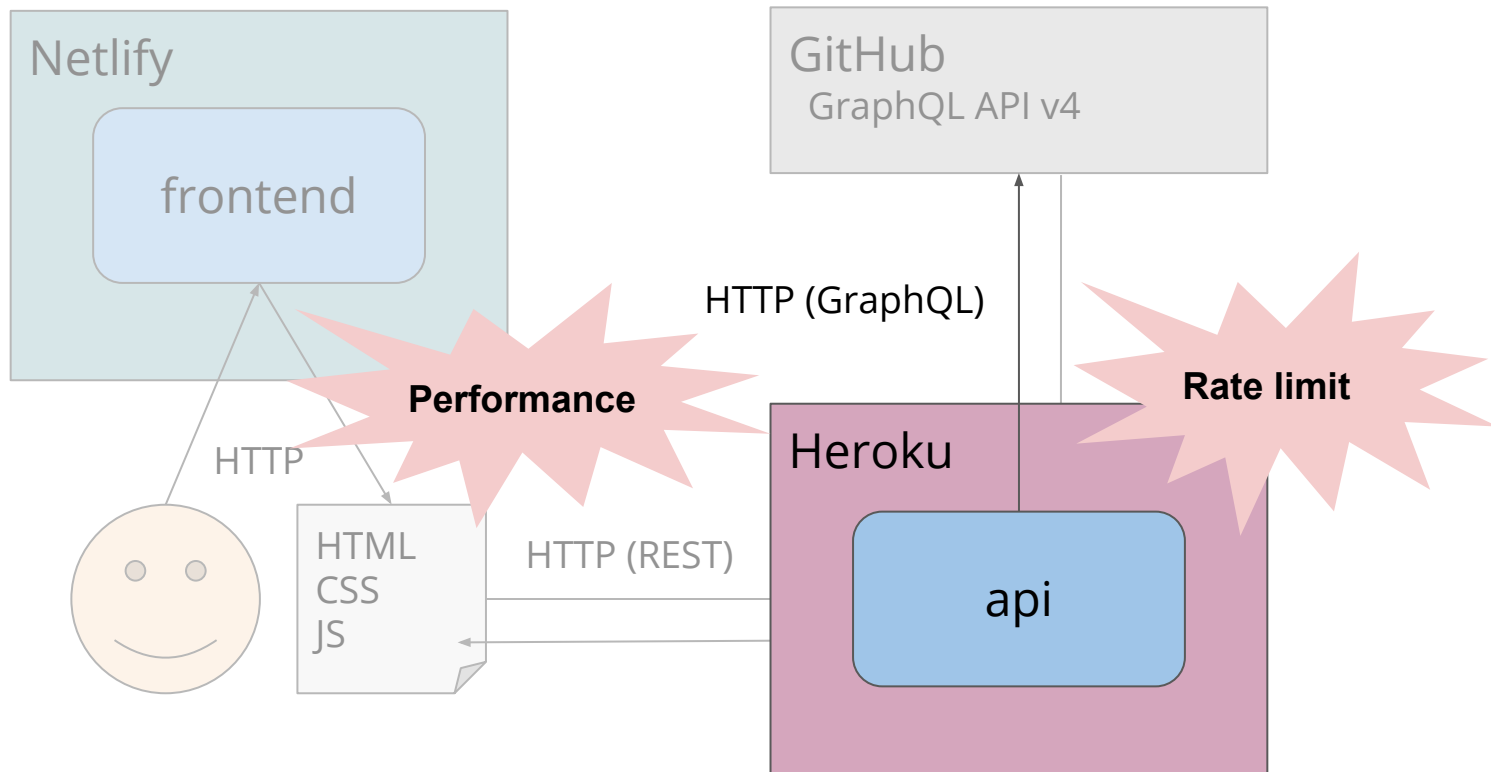 Netlify
frontend
GitHub
GraphQL API v4
HTTP (GraphQL)
Performance
Rate limit
HTTP
Heroku
HTML
CSS
JS
HTTP (REST)
api